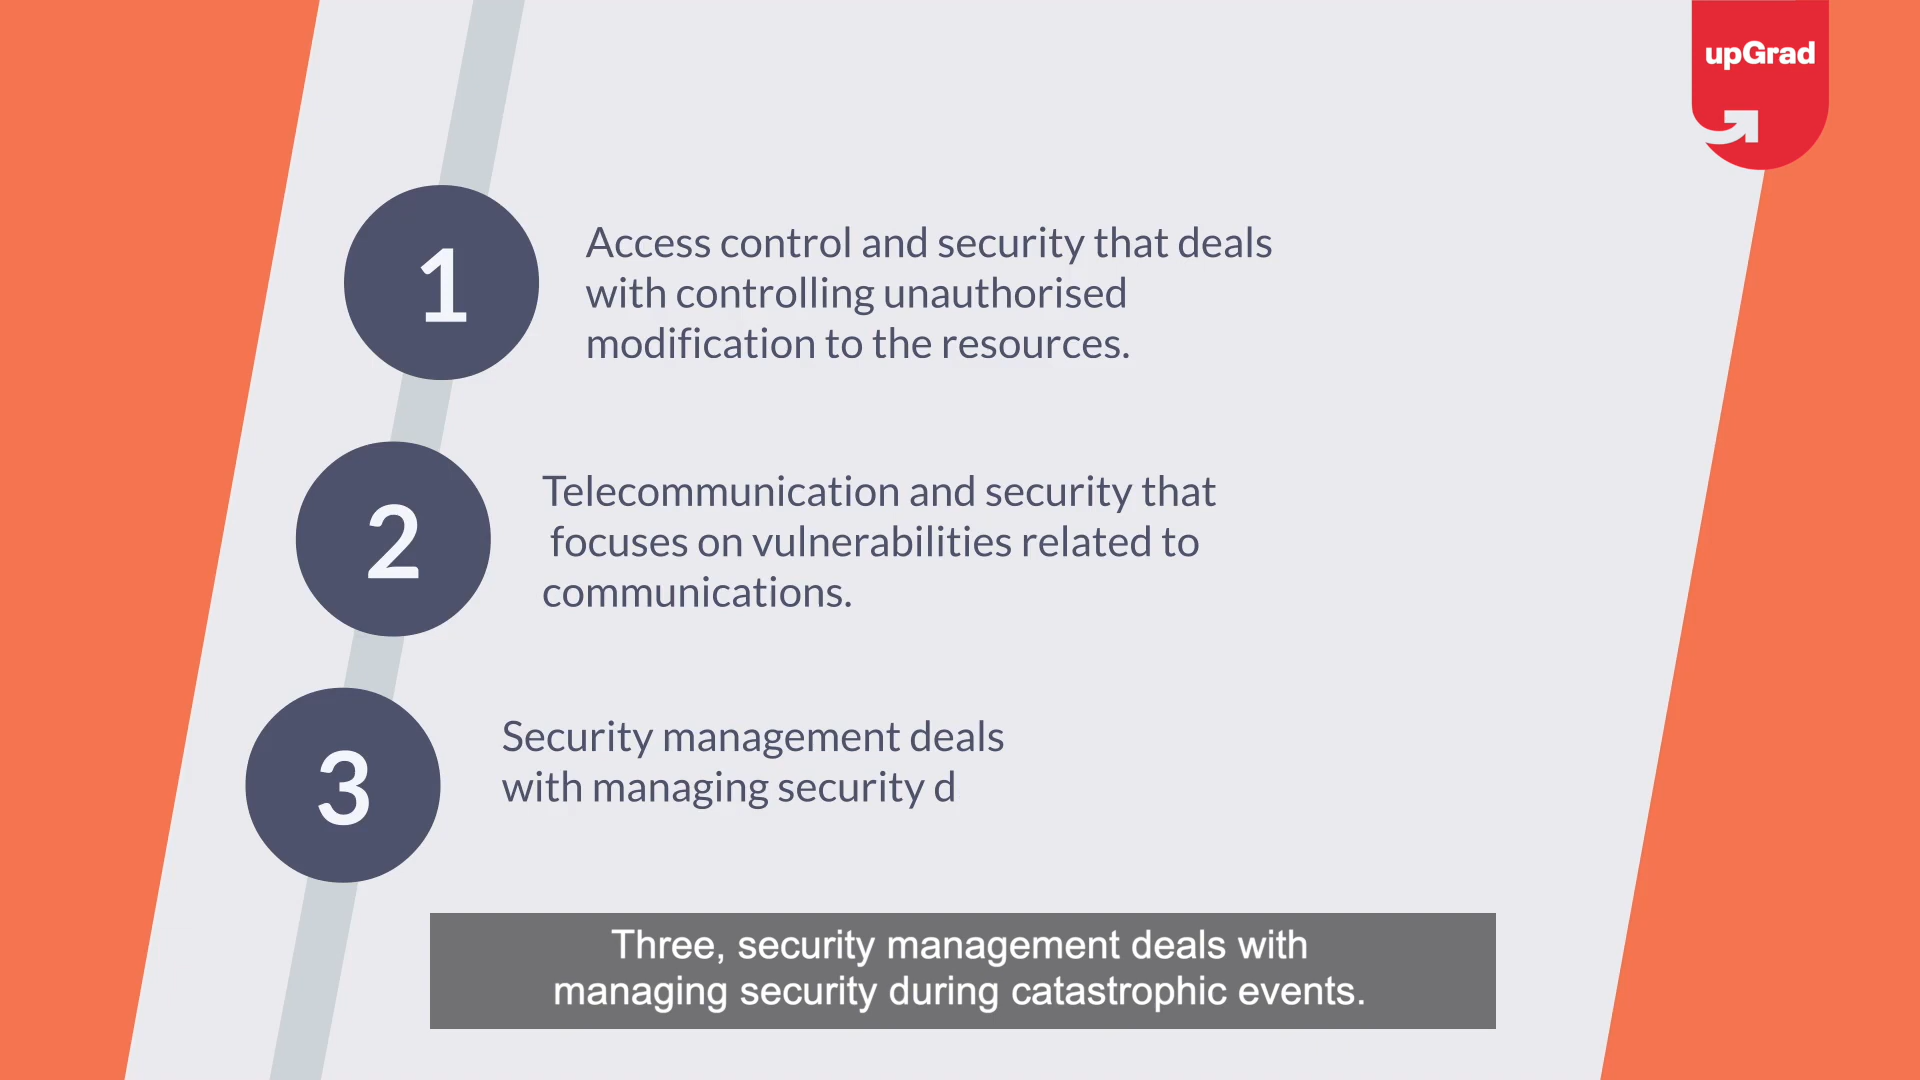 upGrad
1
Access control and security that deals
with controlling unauthorised
modification to the resources.
2
Telecommunication and security that
focuses on vulnerabilities related to
communications.
3
Security management deals
with managing security d
Three, security management deals with
managing security during catastrophic events.